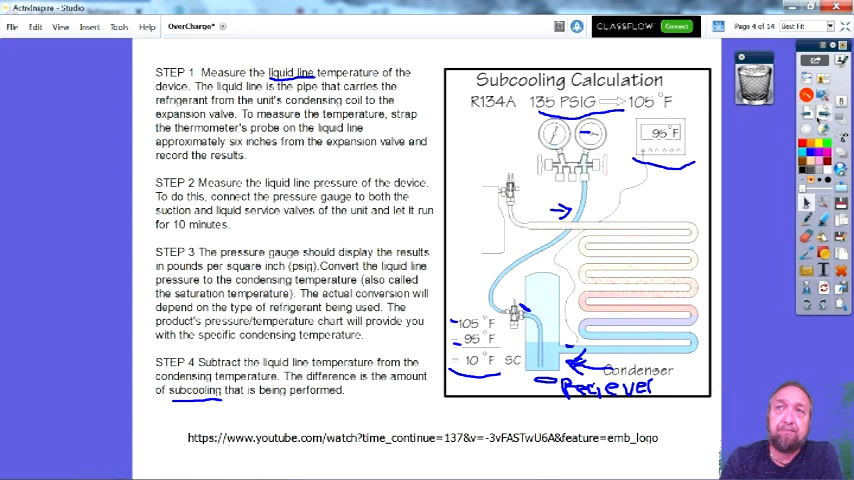 ActivInspire - Studio
File Edit View Insert Tools Help OverCharge* CLASSFLOW Connect Page 4 of 14 Best Fit
STEP 1 Measure the liquid line temperature of the
device. The liquid line is the pipe that carries the
refrigerant from the unit's condensing coil to the
expansion valve. To measure the temperature, strap
the thermometer's probe on the liquid line
approximately six inches from the expansion valve and
record the results.
STEP 2 Measure the liquid line pressure of the device.
To do this, connect the pressure gauge to both the
suction and liquid service valves of the unit and let it run
for 10 minutes.
STEP 3 The pressure gauge should display the results
in pounds per square inch (psig).Convert the liquid line
pressure to the condensing temperature (also called
the saturation temperature). The actual conversion will
depend on the type of refrigerant being used. The
product's pressure/temperature chart will provide you
with the specific condensing temperature.
STEP 4 Subtract the liquid line temperature from the
condensing temperature. The difference is the amount
of subcooling that is being performed.
Subcooling Calculation
R134A 135 PSIG 105 °F
95 °F
105 °F
- 95 °F
= 10 °F SC
Condenser
Reciever
https://www.youtube.com/watch?time_continue=137&v=-3vFASTwU6A&feature=emb_logo